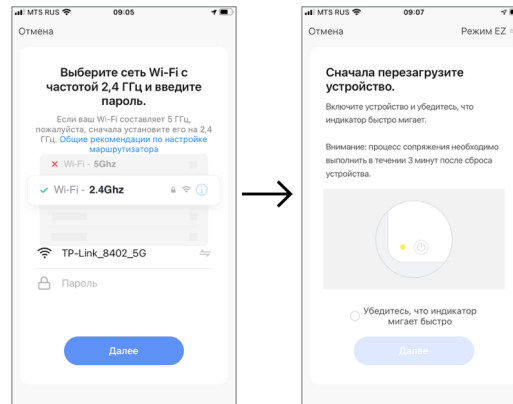 MTS RUS 09:05
Отмена
Выберите сеть Wi-Fi с
частотой 2,4 ГГц и введите
пароль.
Если ваш Wi-Fi составляет 5 ГГц,
пожалуйста, сначала установите его на 2,4
ГГц. Общие рекомендации по настройке
маршрутизатора
Wi-Fi - 5Ghz
Wi-Fi - 2.4Ghz
TP-Link_8402_5G
Пароль
Далее
MTS RUS 09:07
Отмена Режим EZ
Сначала перезагрузите
устройство.
Включите устройство и убедитесь, что
индикатор быстро мигает.
Внимание: процесс сопряжения необходимо
выполнить в течении 3 минут после сброса
устройства.
Убедитесь, что индикатор
мигает быстро
Далее